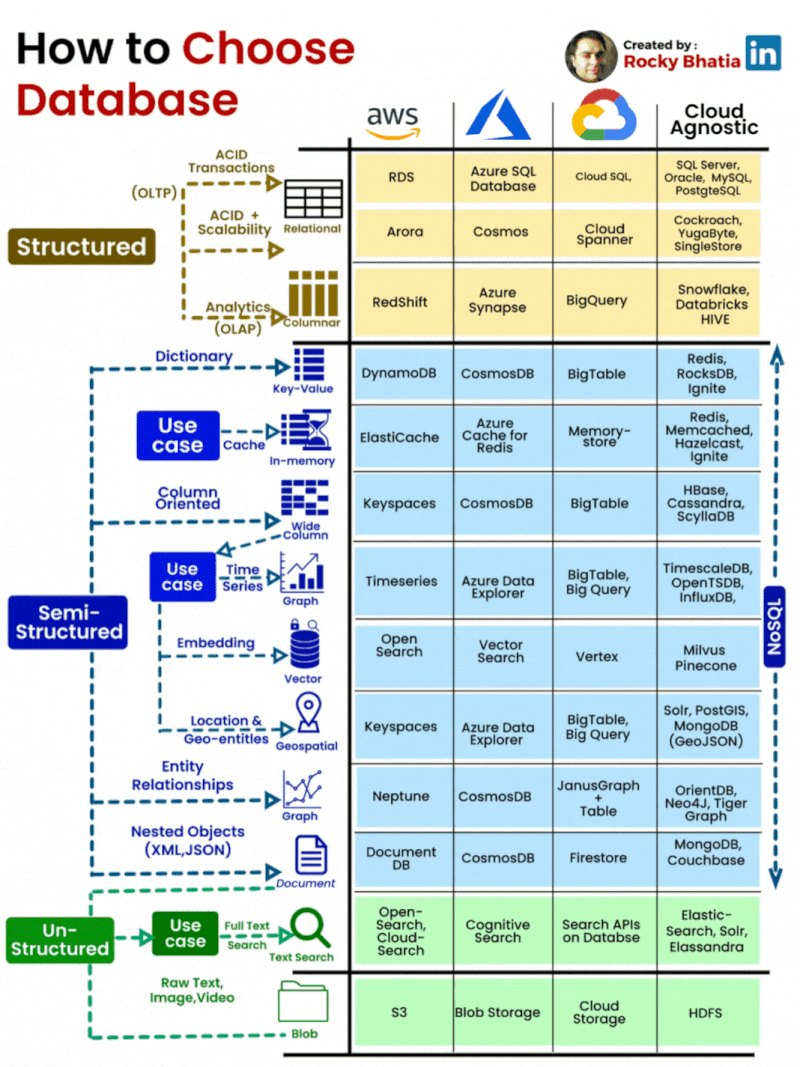 How to Choose
Database
Created by :
Rocky Bhatia
in
aws
Cloud
Agnostic
ACID
Transactions
(OLTP)
ACID +
Scalability
Relational
Structured
Analytics
(OLAP)
Columnar
RDS
Azure SQL
Database
Cloud SQL,
SQL Server,
Oracle, MySQL,
PostgteSQL
Arora
Cosmos
Cloud
Spanner
Cockroach,
YugaByte,
SingleStore
RedShift
Azure
Synapse
BigQuery
Snowflake,
Databricks
HIVE
Dictionary
Key-Value
DynamoDB
CosmosDB
BigTable
Redis,
RocksDB,
Ignite
Use
case
Cache
In-memory
ElastiCache
Azure
Cache for
Redis
Memory-
store
Redis,
Memcached,
Hazelcast,
Ignite
Column
Oriented
Wide
Column
Keyspaces
CosmosDB
BigTable
HBase,
Cassandra,
ScyllaDB
Use
case
Time
Series
Graph
Timeseries
Azure Data
Explorer
BigTable,
Big Query
TimescaleDB,
OpenTSDB,
InfluxDB,
Semi-
Structured
NoSQL
Embedding
Vector
Open
Search
Vector
Search
Vertex
Milvus
Pinecone
Location &
Geo-entities
Geospatial
Keyspaces
Azure Data
Explorer
BigTable,
Big Query
Solr, PostGIS,
MongoDB
(GeoJSON)
Entity
Relationships
Graph
Neptune
CosmosDB
JanusGraph
+
Table
OrientDB,
Neo4J, Tiger
Graph
Nested Objects
(XML,JSON)
Document
Document
DB
CosmosDB
Firestore
MongoDB,
Couchbase
Un-
Structured
Use
case
Full Text
Search
Text Search
Open-
Search,
Cloud-
Search
Cognitive
Search
Search APIs
on Databse
Elastic-
Search, Solr,
Elassandra
Raw Text,
Image,Video
Blob
S3
Blob Storage
Cloud
Storage
HDFS